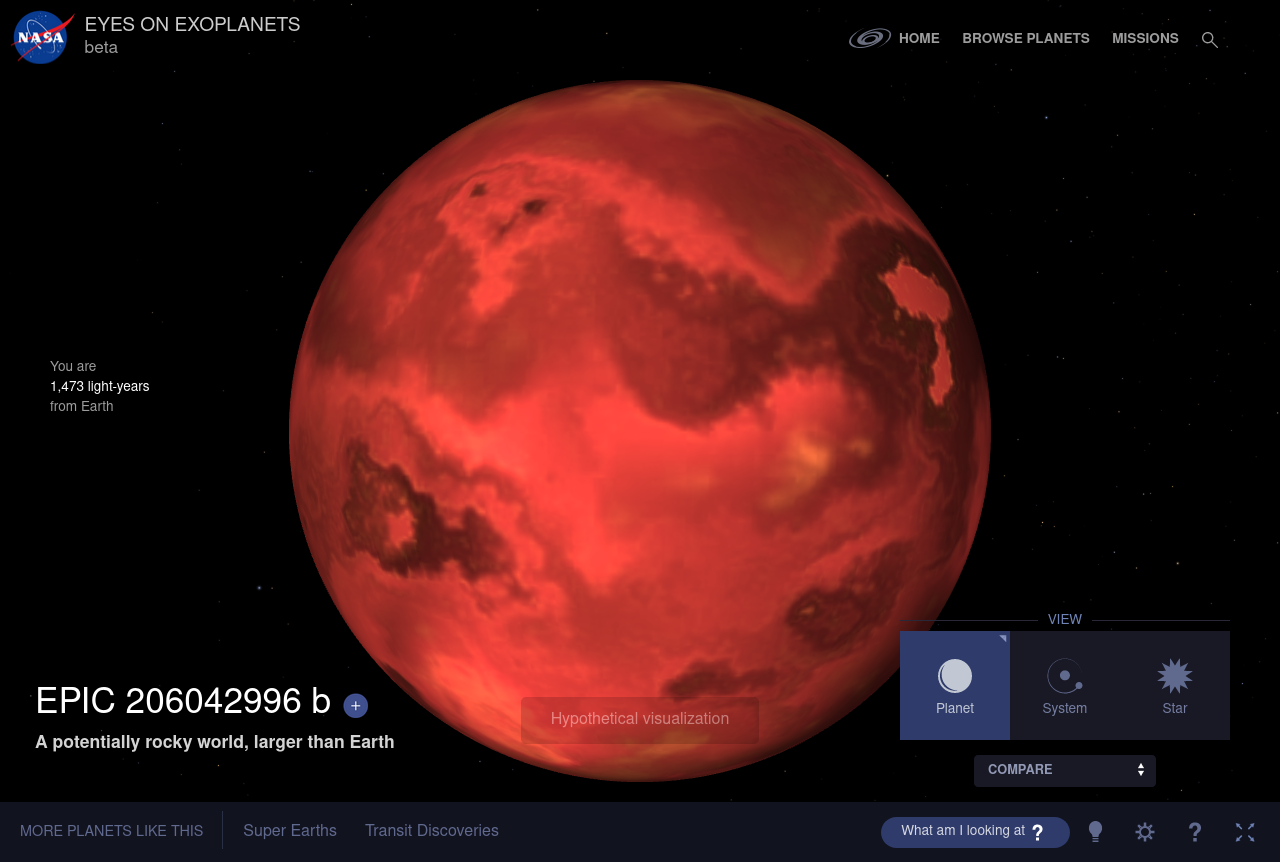 NASA
EYES ON EXOPLANETS
beta
HOME
BROWSE PLANETS
MISSIONS
You are
1,473 light-years
from Earth
EPIC 206042996 b +
A potentially rocky world, larger than Earth
Hypothetical visualization
VIEW
Planet
System
Star
COMPARE
MORE PLANETS LIKE THIS
Super Earths
Transit Discoveries
What am I looking at ?
?